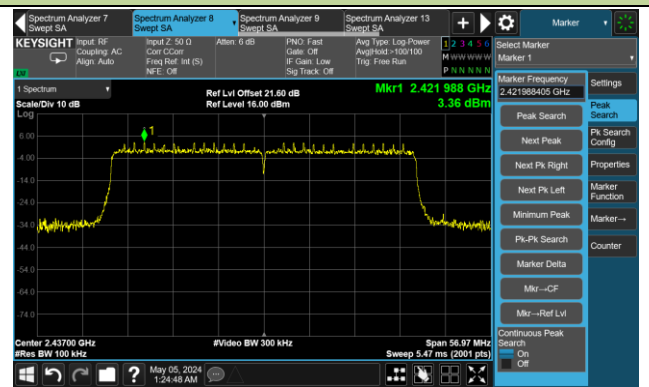 Spectrum Analyzer 7
Swept SA
Spectrum Analyzer 8
Swept SA
Spectrum Analyzer 9
Swept SA
Spectrum Analyzer 13
Swept SA
+
Marker
KEYSIGHT
LXI
Input: RF
Coupling: AC
Align: Auto
Input Z: 50 Ω
Corr CCorr
Freq Ref: Int (S)
NFE: Off
Atten: 6 dB
PNO: Fast
Gate: Off
IF Gain: Low
Sig Track: Off
Avg Type: Log-Power
Avg|Hold:>100/100
Trig: Free Run
1 2 3 4 5 6
M W W W W W
P N N N N N
Select Marker
Marker 1
1 Spectrum
Scale/Div 10 dB
Log
Ref Lvl Offset 21.60 dB
Ref Level 16.00 dBm
Mkr1 2.421 988 GHz
3.36 dBm
1
6.00
-4.00
-14.0
-24.0
-34.0
-44.0
-54.0
-64.0
-74.0
Center 2.43700 GHz
#Res BW 100 kHz
#Video BW 300 kHz
Span 56.97 MHz
Sweep 5.47 ms (2001 pts)
Marker Frequency
2.421988405 GHz
Peak Search
Next Peak
Next Pk Right
Next Pk Left
Minimum Peak
Pk-Pk Search
Marker Delta
Mkr→CF
Mkr→Ref Lvl
Continuous Peak
Search
On
Off
Settings
Peak
Search
Pk Search
Config
Properties
Marker
Function
Marker→
Counter
?
May 05, 2024
1:24:48 AM